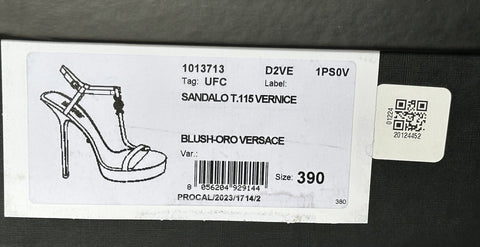 1013713 D2VE 1PS0V
Tag: UFC Label:
SANDALO T.115 VERNICE
BLUSH-ORO VERSACE
Var.:
Size: 390
8 056204 929144
PROCAL/2023/1714/2
380
01224
20124452